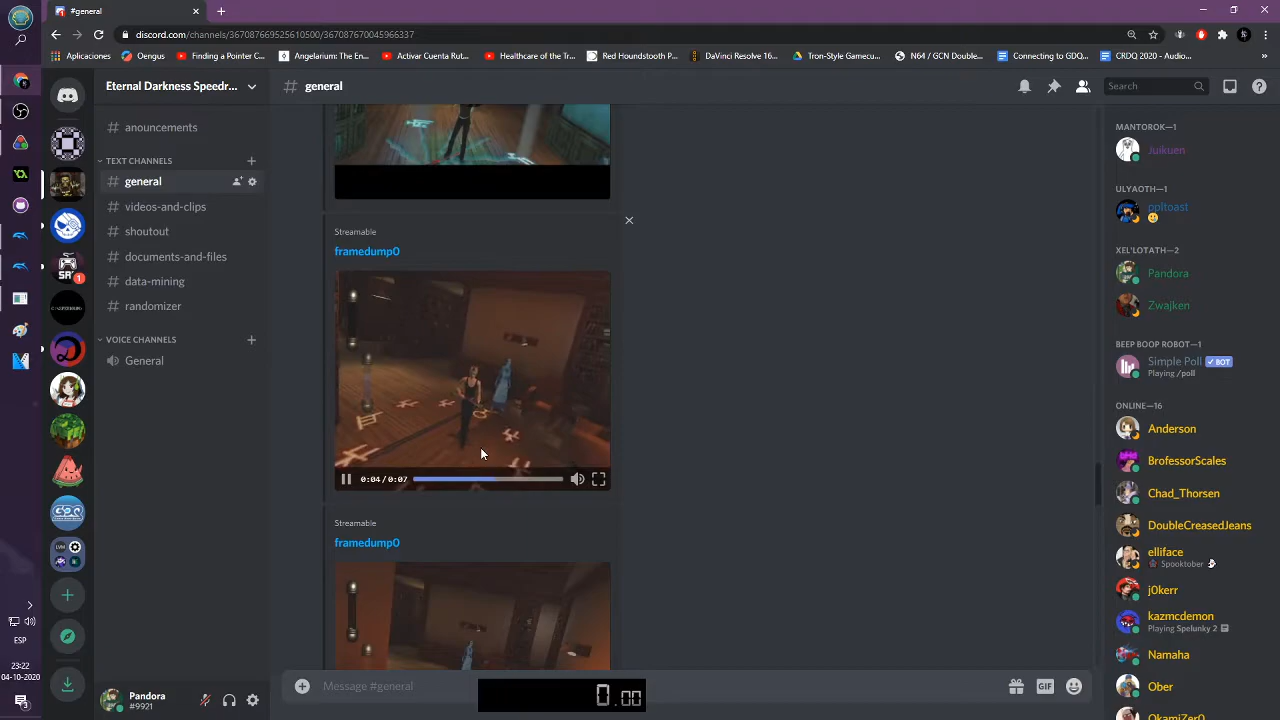 #general
discord.com/channels/367087669525610500/367087670045966337
Aplicaciones
Oengus
Finding a Pointer C...
Angelarium: The En...
Activar Cuenta Rut...
Healthcare of the Tr...
Red Houndstooth P...
DaVinci Resolve 16...
Tron-Style Gamecu...
N64 / GCN Double...
Connecting to GDQ...
CRDQ 2020 - Audio...
»
Eternal Darkness Speedr...
# general
Search
# anouncements
TEXT CHANNELS
# general
# videos-and-clips
# shoutout
# documents-and-files
# data-mining
# randomizer
VOICE CHANNELS
General
Streamable
framedump0
0:04/0:07
Streamable
framedump0
Message #general
GIF
0.00
MANTOROK—1
Juikuen
ULYAOTH—1
ppltoast
XEL'LOTATH—2
Pandora
Zwajken
BEEP BOOP ROBOT—1
Simple Poll ✓ BOT
Playing /poll
ONLINE—16
Anderson
BrofessorScales
Chad_Thorsen
DoubleCreasedJeans
elliface
Spooktober
j0kerr
kazmcdemon
Playing Spelunky 2
Namaha
Ober
OkamiZer0
Pandora
#9921
1
ESP
23:22
04-10-2020